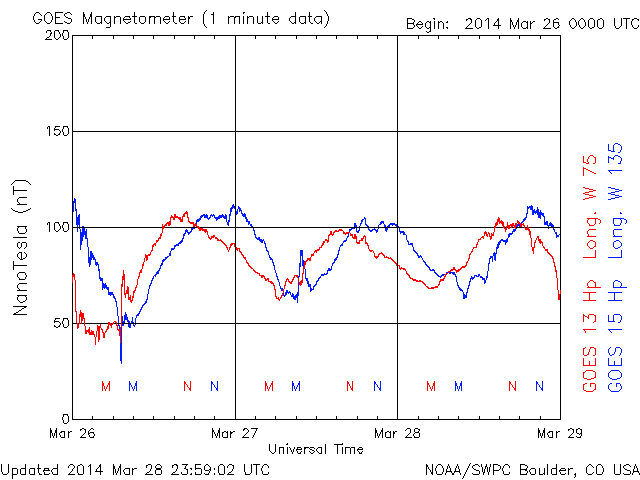 GOES Magnetometer (1 minute data)
Begin: 2014 Mar 26 0000 UTC
200
150
100
50
0
NanoTesla (nT)
M M N N M M N N M M N N
Mar 26 Mar 27 Mar 28 Mar 29
Universal Time
GOES 13 Hp Long. W 75
GOES 15 Hp Long. W 135
Updated 2014 Mar 28 23:59:02 UTC
NOAA/SWPC Boulder, CO USA